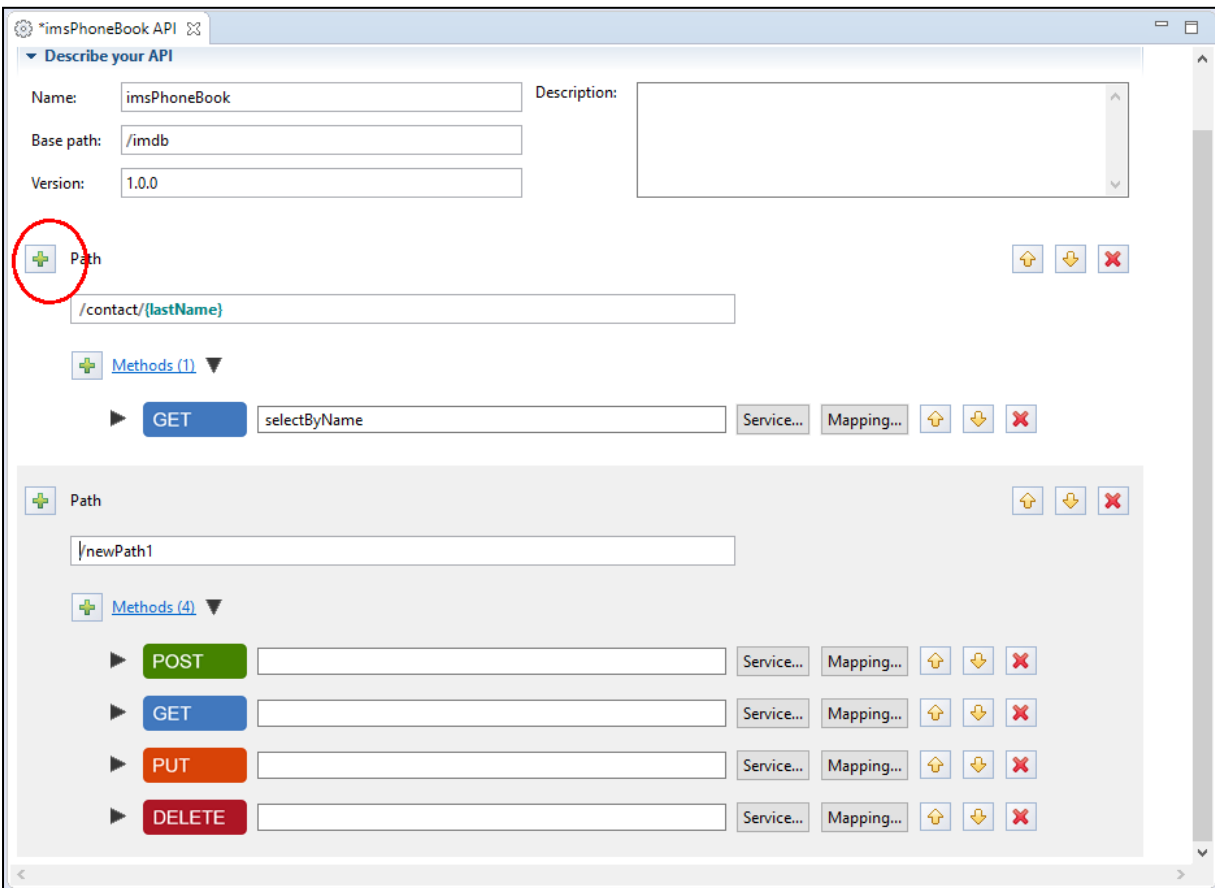 *imsPhoneBook API
Describe your API
Name: imsPhoneBook Description:
Base path: /imdb
Version: 1.0.0
Path
/contact/{lastName}
Methods (1)
GET selectByName Service... Mapping...
Path
/newPath1
Methods (4)
POST Service... Mapping...
GET Service... Mapping...
PUT Service... Mapping...
DELETE Service... Mapping...